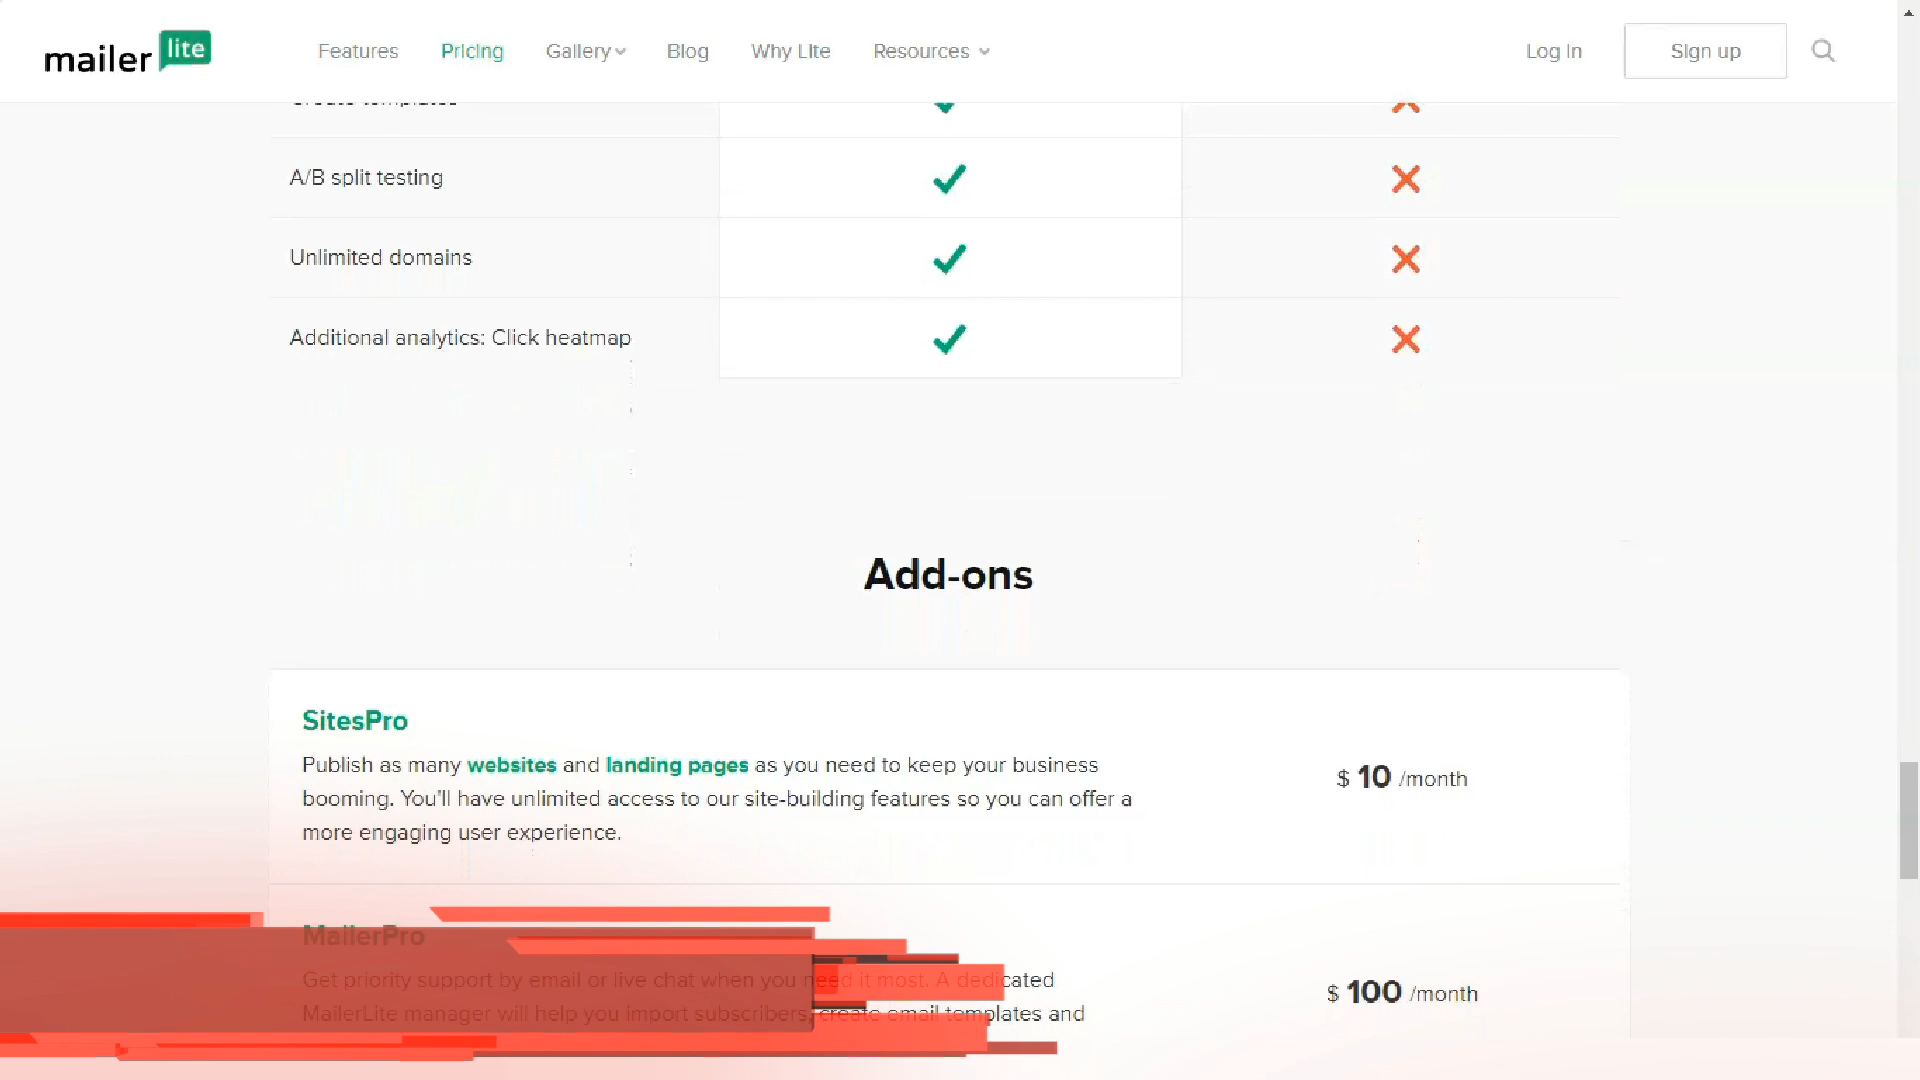 mailer lite
Features Pricing Gallery Blog Why Lite Resources Log In Sign up
Create templates
A/B split testing
Unlimited domains
Additional analytics: Click heatmap
Add-ons
SitesPro
Publish as many websites and landing pages as you need to keep your business
booming. You'll have unlimited access to our site-building features so you can offer a
more engaging user experience.
$ 10 /month
MailerPro
Get priority support by email or live chat when you need it most. A dedicated
MailerLite manager will help you import subscribers, create email templates and
$ 100 /month